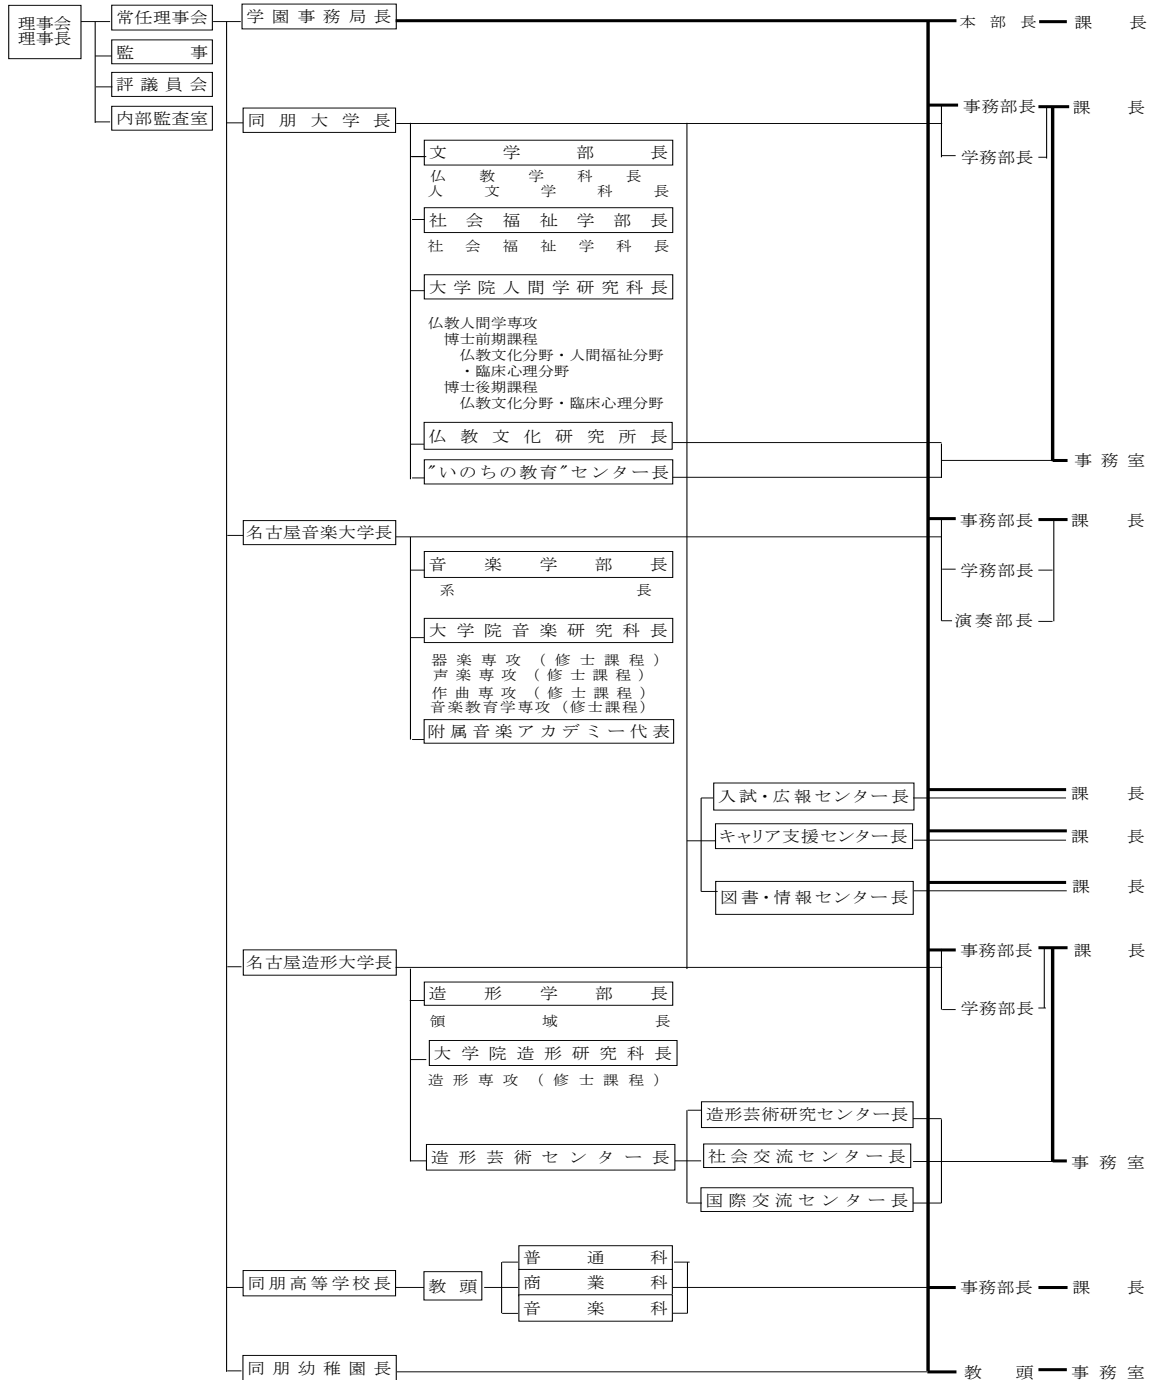 理事会
理事長
常任理事会
監事
評議員会
内部監査室
学園事務局長
本部長
課長
同朋大学長
事務部長
課長
学務部長
文学部長
仏教学科長
人文学科長
社会福祉学部長
社会福祉学科長
大学院人間学研究科長
仏教人間学専攻
博士前期課程
仏教文化分野・人間福祉分野
・臨床心理分野
博士後期課程
仏教文化分野・臨床心理分野
仏教文化研究所長
"いのちの教育"センター長
事務室
名古屋音楽大学長
事務部長
課長
学務部長
演奏部長
音楽学部長
系長
大学院音楽研究科長
器楽専攻(修士課程)
声楽専攻(修士課程)
作曲専攻(修士課程)
音楽教育学専攻(修士課程)
附属音楽アカデミー代表
入試・広報センター長
課長
キャリア支援センター長
課長
図書・情報センター長
課長
名古屋造形大学長
事務部長
課長
学務部長
造形学部長
領域長
大学院造形研究科長
造形専攻(修士課程)
造形芸術センター長
造形芸術研究センター長
社会交流センター長
国際交流センター長
事務室
同朋高等学校長
教頭
普通科
商業科
音楽科
事務部長
課長
同朋幼稚園長
教頭
事務室